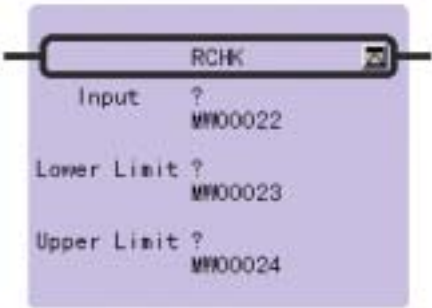 RCHK
Input ?
MW00022
Lower Limit ?
MW00023
Upper Limit ?
MW00024